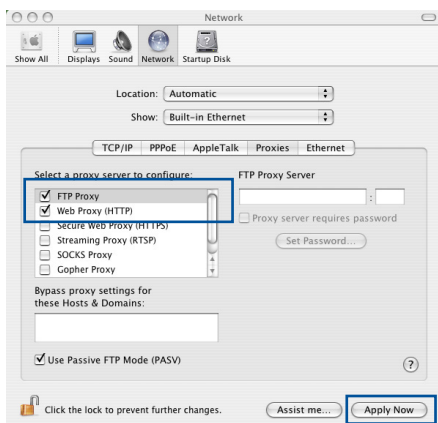 Network
Show All Displays Sound Network Startup Disk
Location: Automatic
Show: Built-in Ethernet
TCP/IP PPPoE AppleTalk Proxies Ethernet
Select a proxy server to configure:
FTP Proxy Server
FTP Proxy
:
Web Proxy (HTTP)
Proxy server requires password
Secure Web Proxy (HTTPS)
Streaming Proxy (RTSP)
Set Password...
SOCKS Proxy
Gopher Proxy
Bypass proxy settings for
these Hosts & Domains:
Use Passive FTP Mode (PASV)
?
Click the lock to prevent further changes.
Assist me...
Apply Now